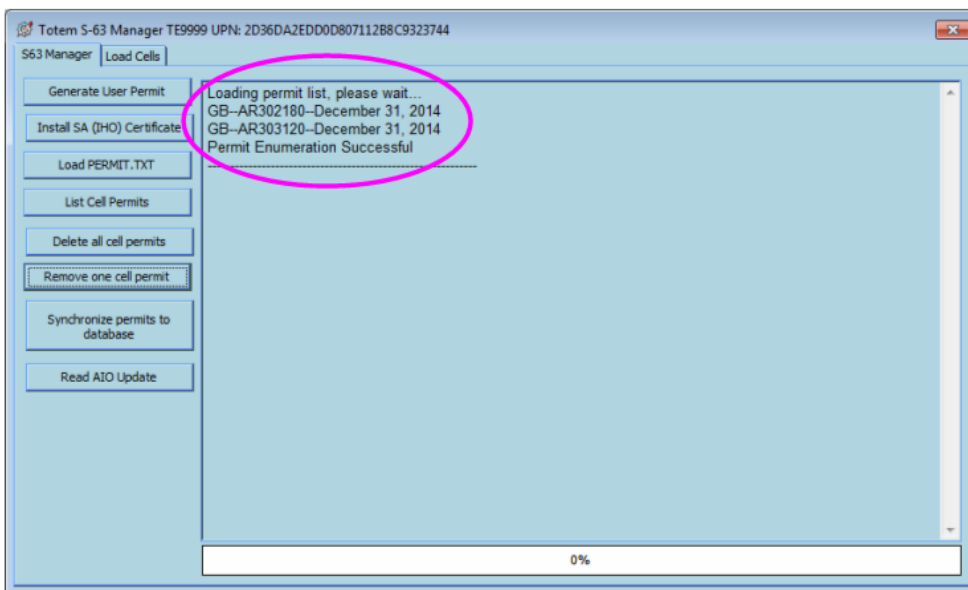 Totem S-63 Manager TE9999 UPN: 2D36DA2EDD0D807112B8C9323744
S63 Manager
Load Cells
Generate User Permit
Install SA (IHO) Certificate
Load PERMIT.TXT
List Cell Permits
Delete all cell permits
Remove one cell permit
Synchronize permits to
database
Read AIO Update
Loading permit list, please wait...
GB--AR302180--December 31, 2014
GB--AR303120--December 31, 2014
Permit Enumeration Successful
------------------------------------------------------------
0%